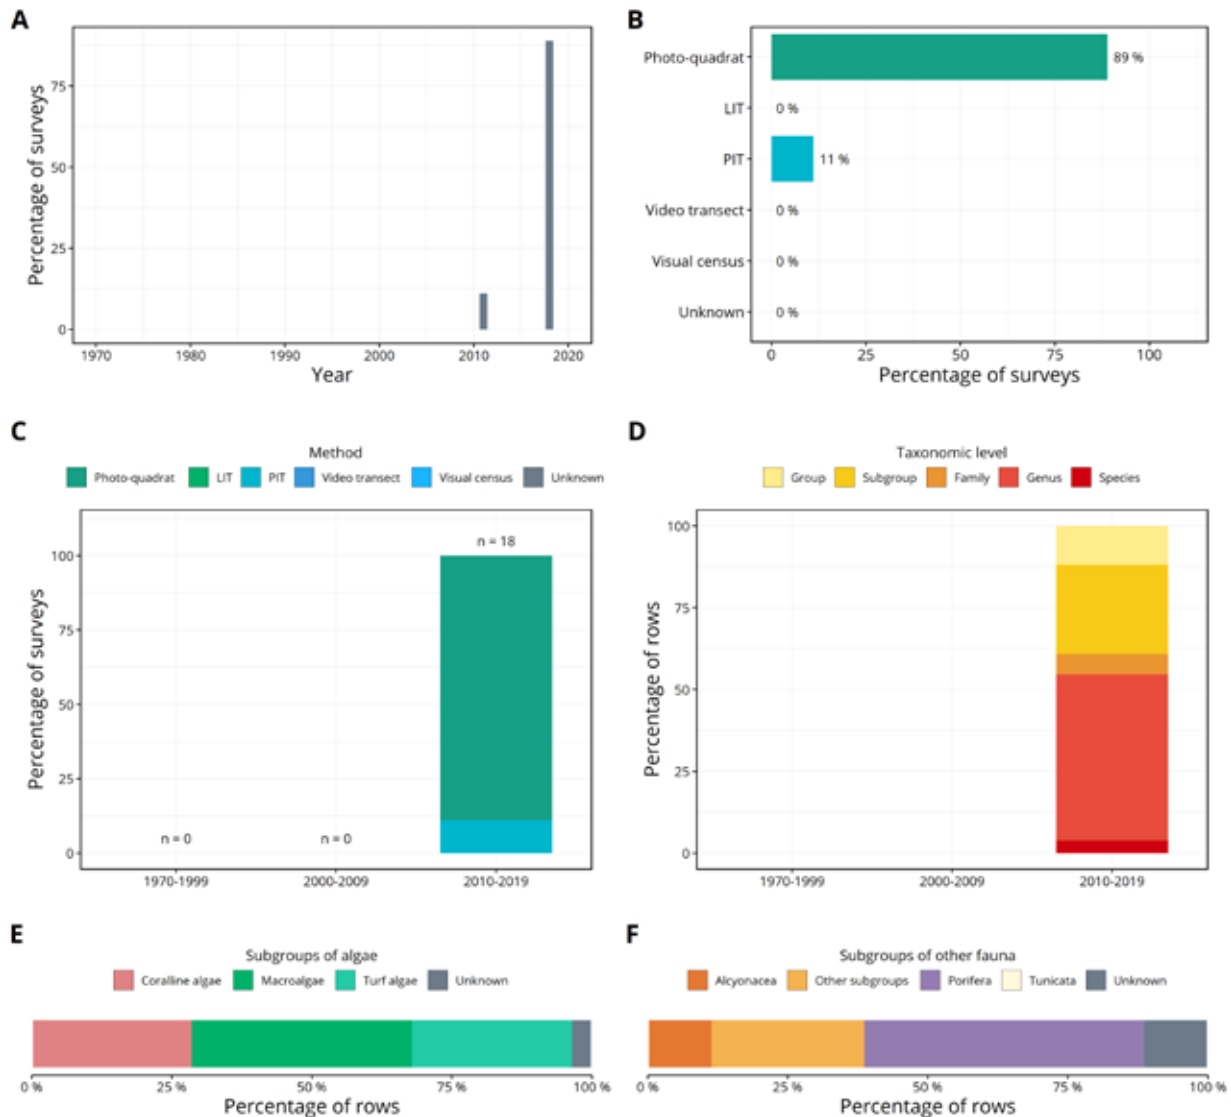 A
Percentage of surveys
75
50
25
0
1970 1980 1990 2000 2010 2020
Year
B
Photo-quadrat
LIT
PIT
Video transect
Visual census
Unknown
89 %
0 %
11 %
0 %
0 %
0 %
0 25 50 75 100
Percentage of surveys
C
Method
Photo-quadrat LIT PIT Video transect Visual census Unknown
Percentage of surveys
100
75
50
25
0
n = 18
n = 0 n = 0
1970-1999 2000-2009 2010-2019
D
Taxonomic level
Group Subgroup Family Genus Species
Percentage of rows
100
75
50
25
0
1970-1999 2000-2009 2010-2019
E
Subgroups of algae
Coralline algae Macroalgae Turf algae Unknown
0 % 25 % 50 % 75 % 100 %
Percentage of rows
F
Subgroups of other fauna
Alcyonacea Other subgroups Porifera Tunicata Unknown
0 % 25 % 50 % 75 % 100 %
Percentage of rows